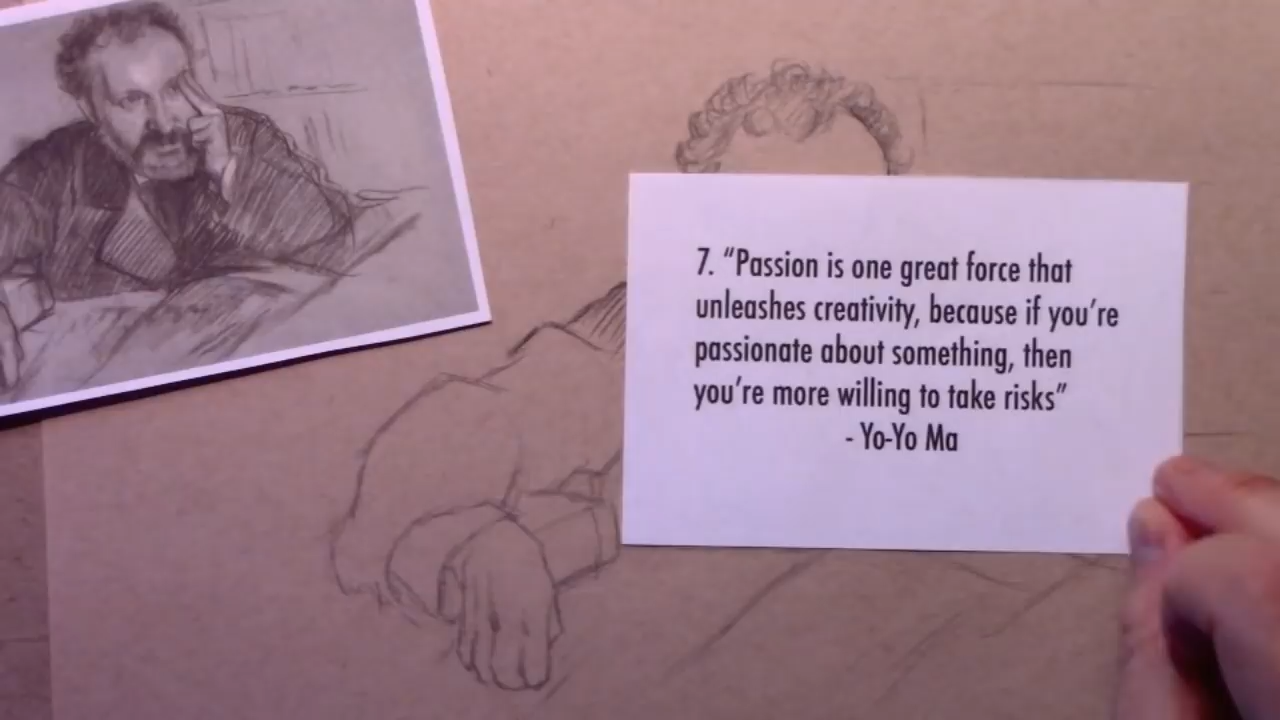 7. “Passion is one great force that
unleashes creativity, because if you’re
passionate about something, then
you’re more willing to take risks”
- Yo-Yo Ma